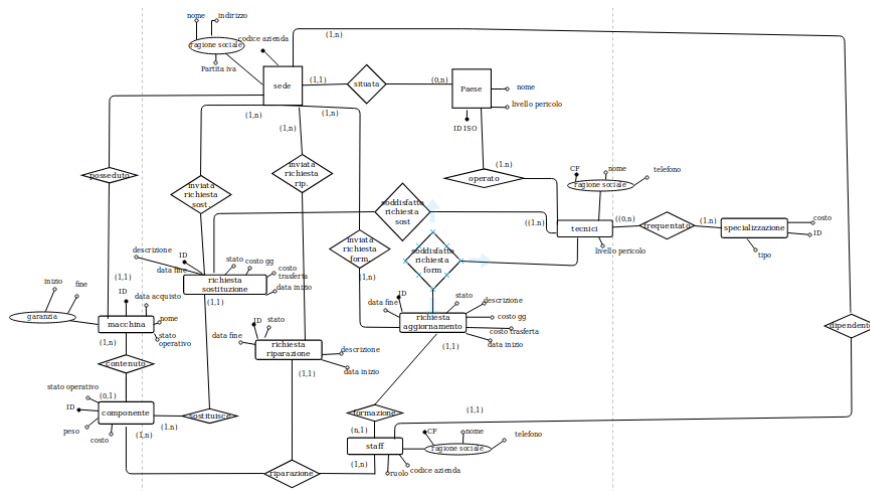 nome
indirizzo
ragione sociale
codice azienda
Partita iva
(1,n)
sede
(1,1)
situata
(0,n)
Paese
nome
livello pericolo
ID ISO
(1,n)
(1,n)
(1,n)
posseduto
inviata
richiesta
sost
inviata
richiesta
rip.
operato
(1.n)
CF
nome
telefono
ragione sociale
soddisfatta
richiesta
sost
((1.n)
tecnici
((0,n)
frequentato
(1.n)
specializzazione
costo
ID
tipo
livello pericolo
inviata
richiesta
form.
(1,n)
soddisfatta
richiesta
form
descrizione
ID
data fine
stato
costo gg
costo
trasferta
data inizio
richiesta
sostituzione
(1,1)
inizio
fine
garanzia
(1,1)
ID
data acquisto
nome
macchina
stato
operativo
(1,n)
ID
stato
data fine
richiesta
riparazione
descrizione
data inizio
(1,1)
ID
data fine
stato
descrizione
costo gg
costo trasferta
data inizio
richiesta
aggiornamento
(1,1)
dipendente
contenuto
stato operativo
(0,1)
ID
componente
peso
costo
(1,n)
(1.n)
sostituisce
formazione
(n,1)
(1,1)
staff
CF
nome
telefono
ragione sociale
(1,n)
ruolo
codice azienda
riparazione